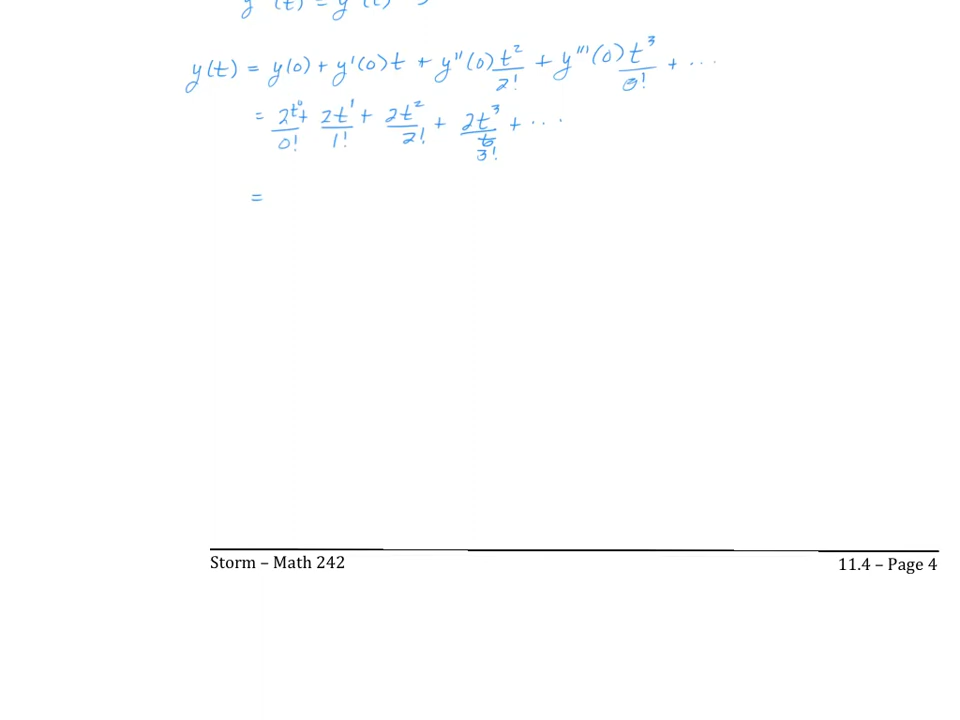 y(t) = y(0) + y'(0)t + y''(0)t²/2! + y'''(0)t³/3! + ...
= 2t⁰/0! + 2t¹/1! + 2t²/2! + 2t³/3! + ...
=
Storm – Math 242
11.4 – Page 4